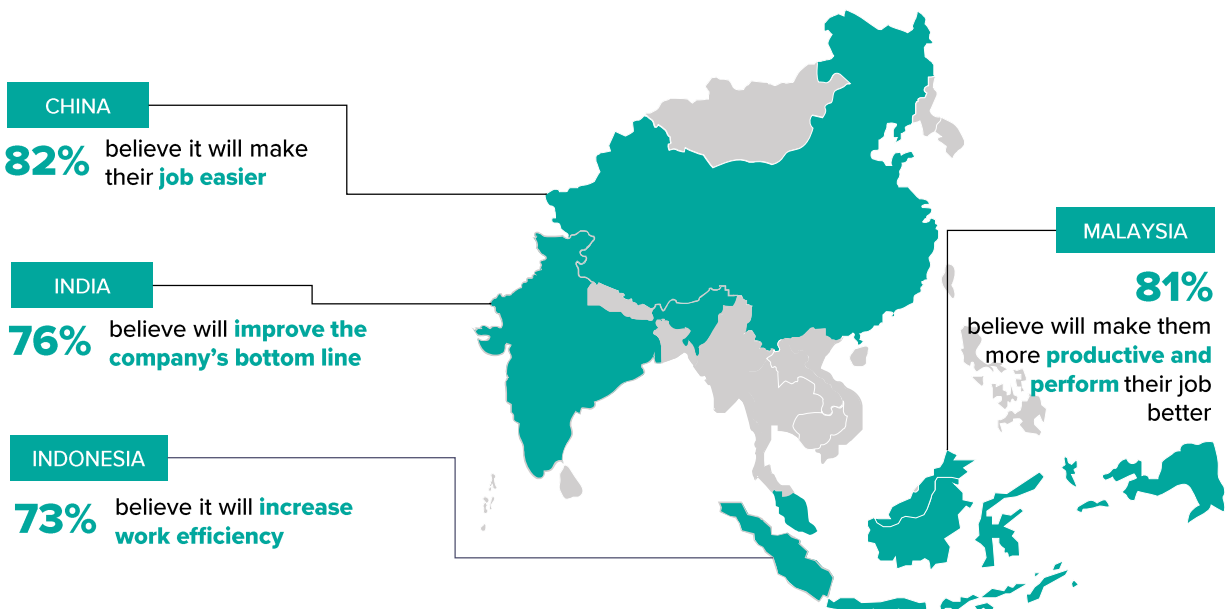 CHINA
82%
believe it will make
their job easier
INDIA
76%
believe will improve the
company's bottom line
INDONESIA
73%
believe it will increase
work efficiency
MALAYSIA
81%
believe will make them
more productive and
perform their job
better